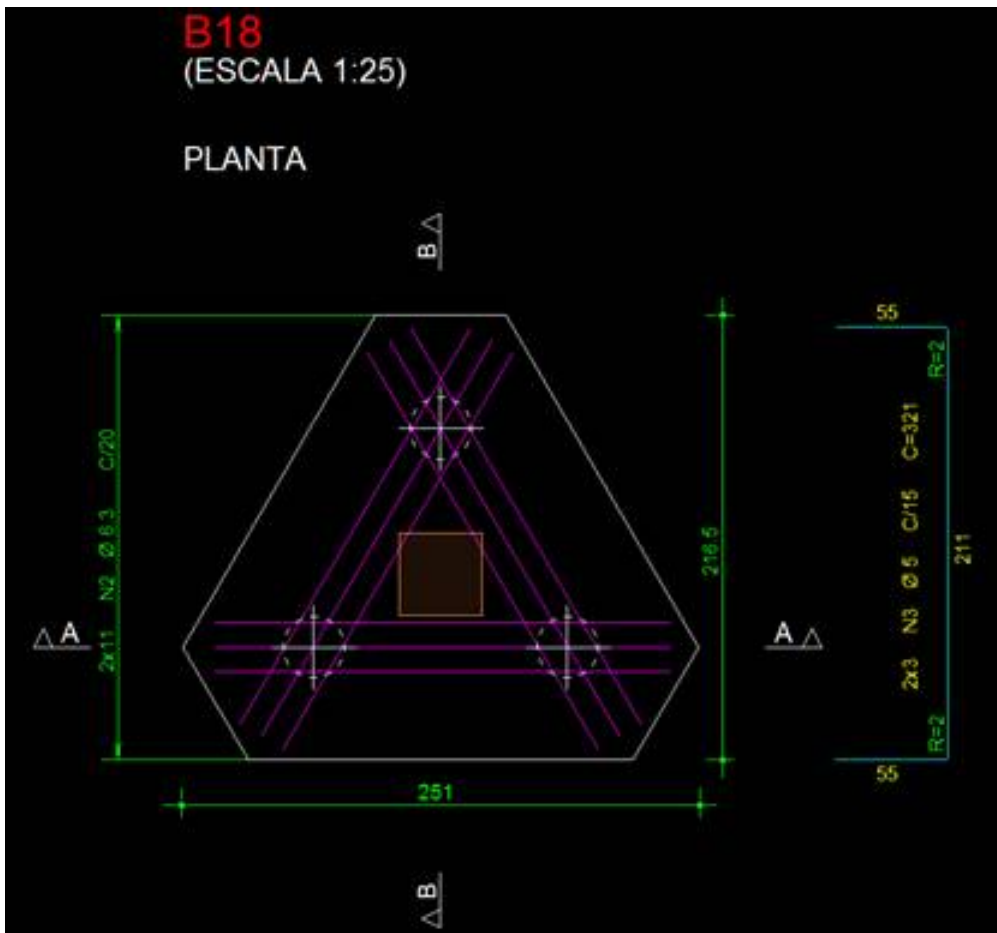 B18
(ESCALA 1:25)
PLANTA
B
2x11 N2 Ø 6.3 C/20
A
A
216.5
251
B
55
R=2
2x3 N3 Ø 5 C/15 C=321
211
R=2
55